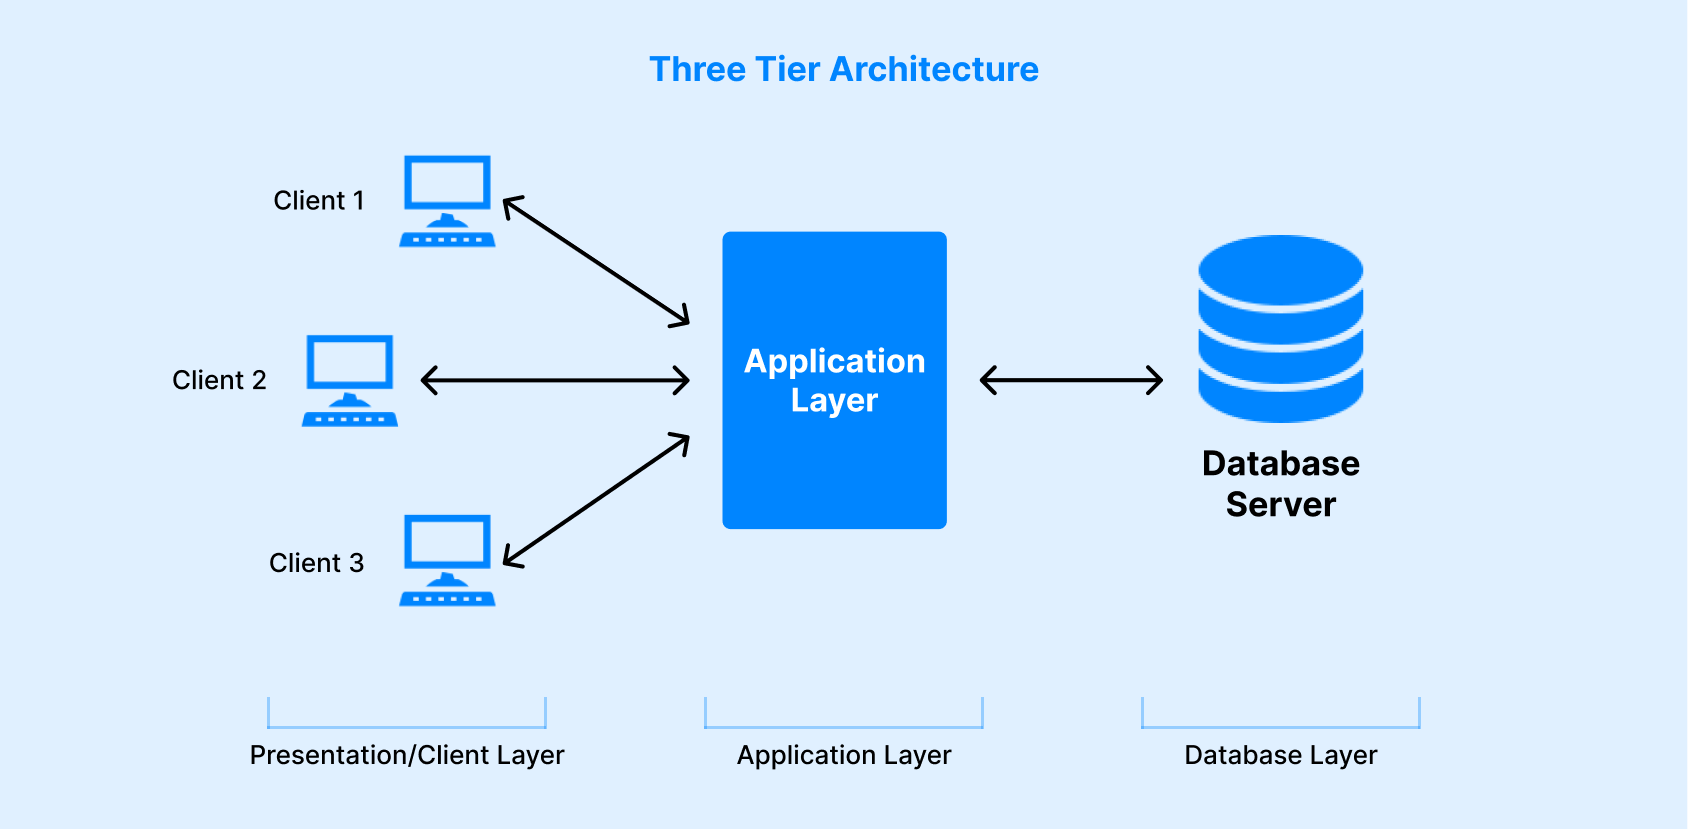 Three Tier Architecture
Client 1
Client 2
Client 3
Application
Layer
Database
Server
Presentation/Client Layer
Application Layer
Database Layer